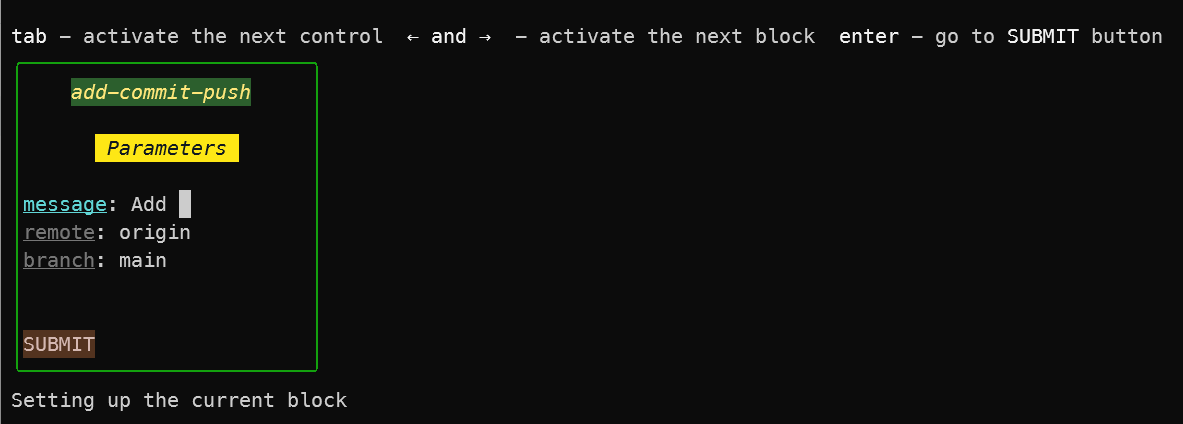 tab – activate the next control ← and → – activate the next block enter – go to SUBMIT button
add-commit-push
Parameters
message: Add
remote: origin
branch: main
SUBMIT
Setting up the current block